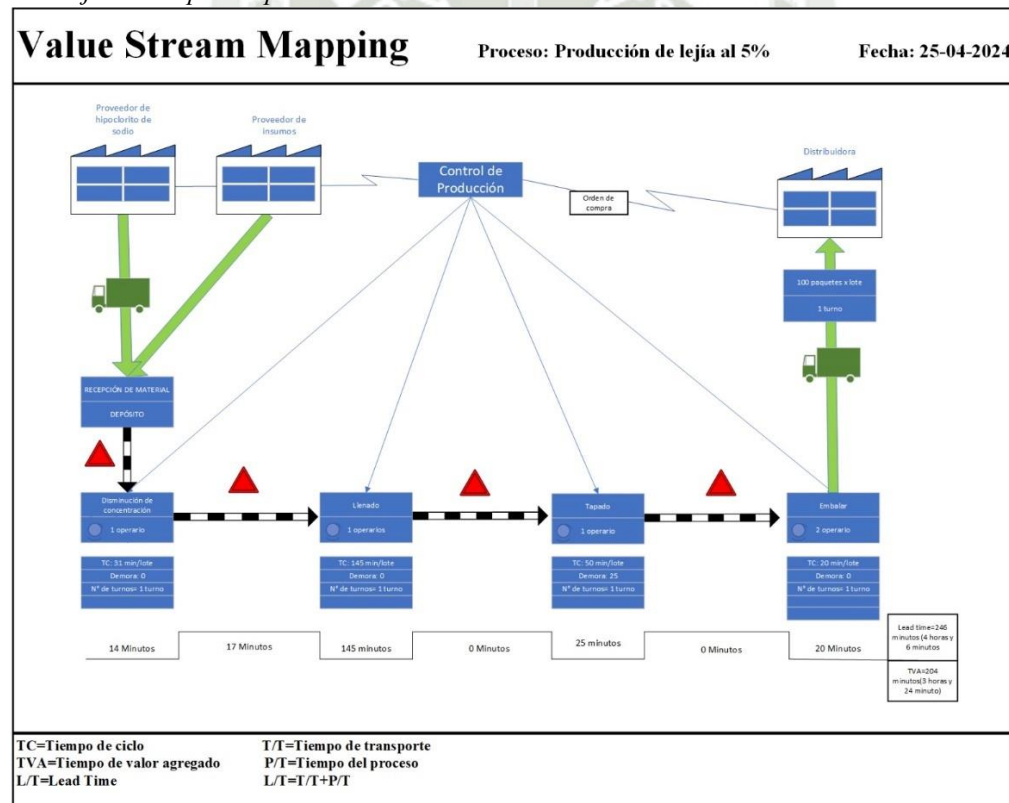 Value Stream Mapping
Proceso: Producción de lejía al 5%
Fecha: 25-04-2024
Proveedor de
hipoclorito de
sodio
Proveedor de
insumos
Control de
Producción
Orden de
compra
Distribuidora
100 paquetes x lote
1 turno
RECEPCIÓN DE MATERIAL
DEPÓSITO
Disminución de
concentración
1 operario
TC: 31 min/lote
Demora: 0
N° de turnos= 1 turno
Llenado
1 operarios
TC: 145 min/lote
Demora: 0
N° de turnos= 1 turno
Tapado
1 operario
TC: 50 min/lote
Demora: 25
N° de turnos= 1 turno
Embalar
2 operario
TC: 20 min/lote
Demora: 0
N° de turnos= 1 turno
14 Minutos
17 Minutos
145 minutos
0 Minutos
25 minutos
0 Minutos
20 Minutos
Lead time=246
minutos (4 horas y
6 minutos
TVA=204
minutos(3 horas y
24 minuto)
TC=Tiempo de ciclo
TVA=Tiempo de valor agregado
L/T=Lead Time
T/T=Tiempo de transporte
P/T=Tiempo del proceso
L/T=T/T+P/T